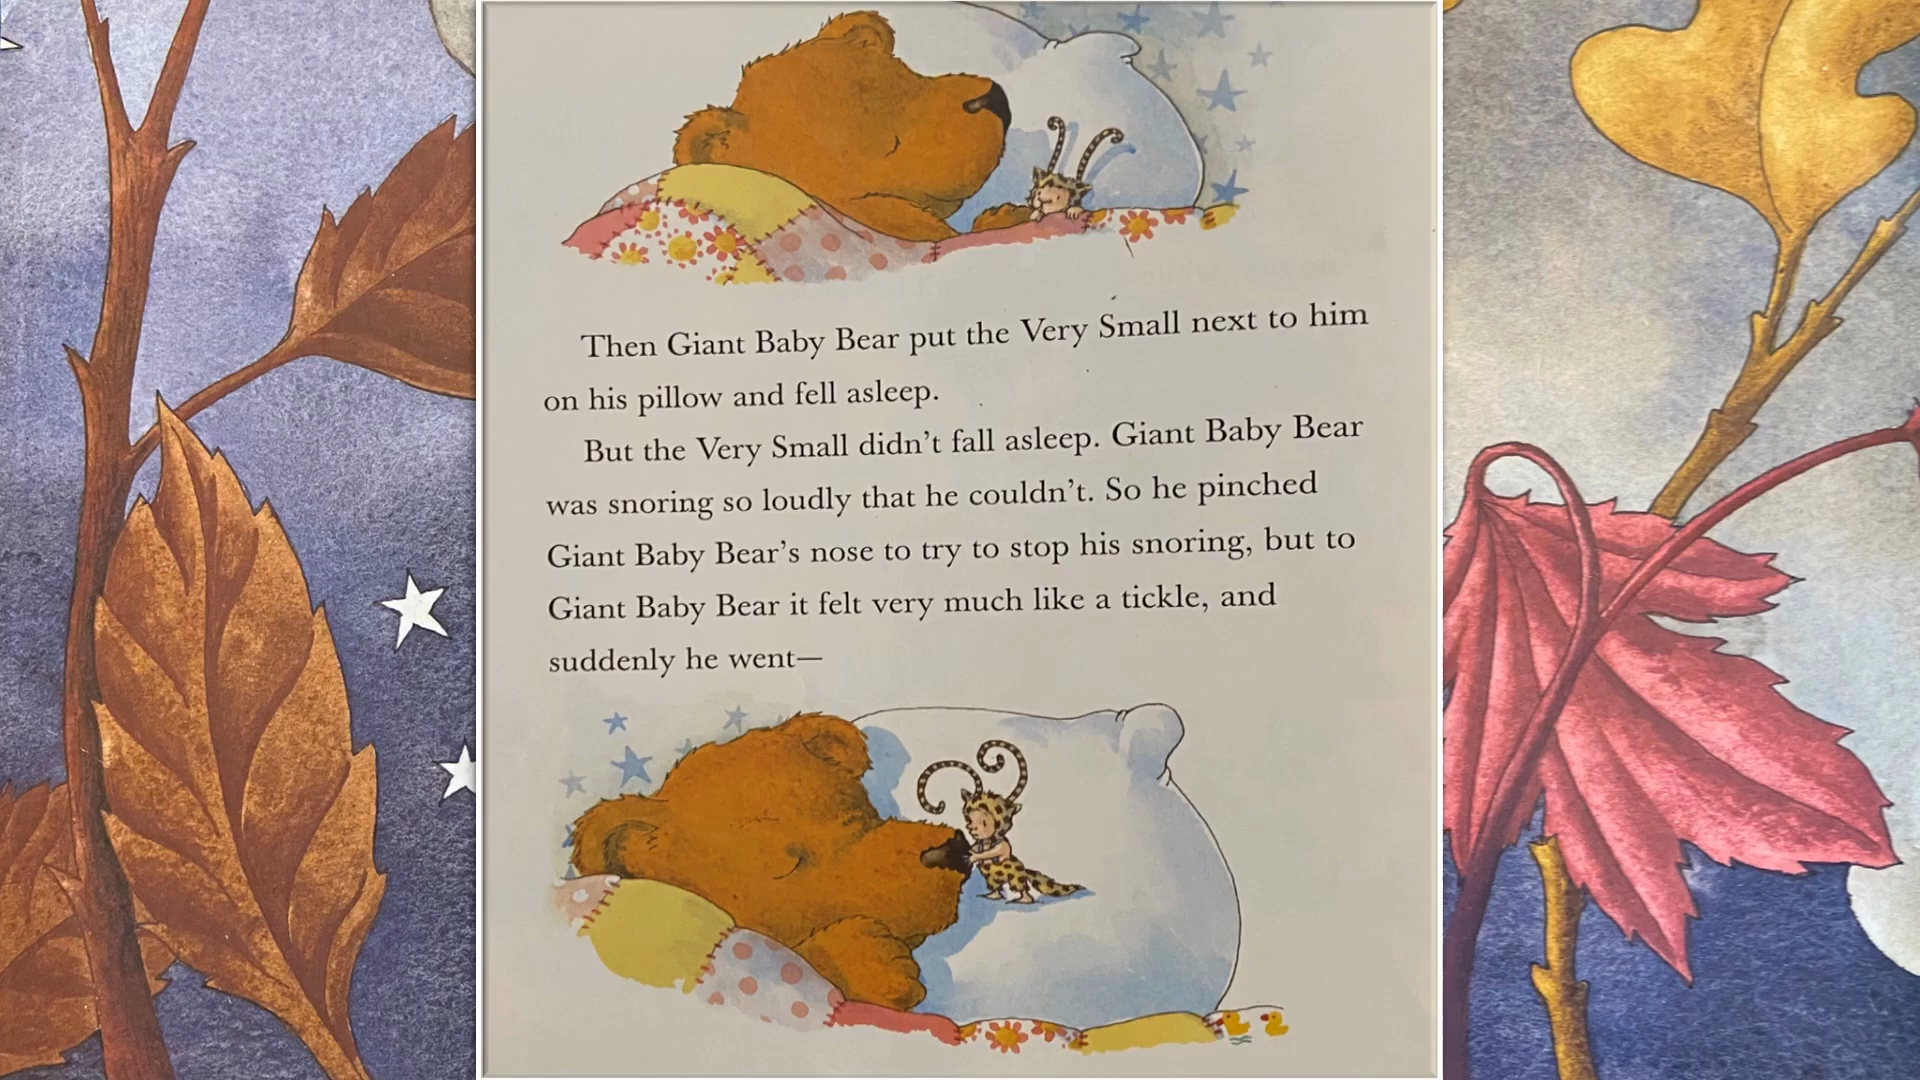 Then Giant Baby Bear put the Very Small next to him
on his pillow and fell asleep.
But the Very Small didn’t fall asleep. Giant Baby Bear
was snoring so loudly that he couldn’t. So he pinched
Giant Baby Bear’s nose to try to stop his snoring, but to
Giant Baby Bear it felt very much like a tickle, and
suddenly he went—